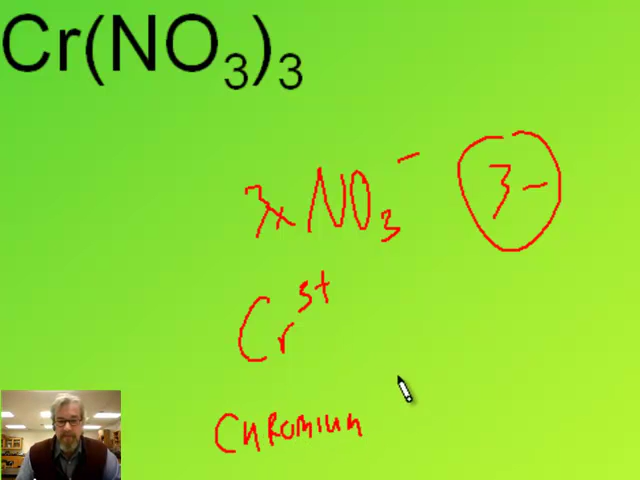 Cr(NO₃)₃
3x NO₃⁻ 3-
Cr³⁺
Chromium